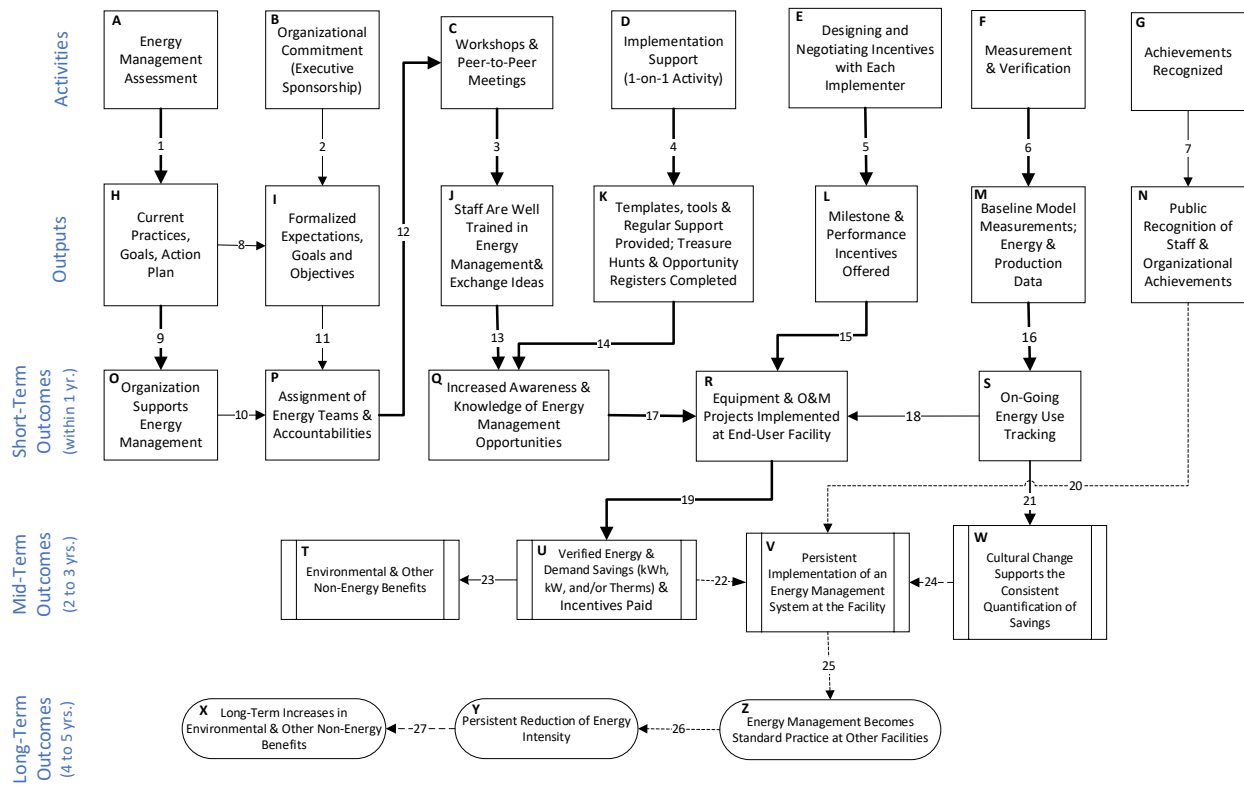 Activities
A
Energy
Management
Assessment
B
Organizational
Commitment
(Executive
Sponsorship)
C
Workshops &
Peer-to-Peer
Meetings
D
Implementation
Support
(1-on-1 Activity)
E
Designing and
Negotiating Incentives
with Each
Implementer
F
Measurement
& Verification
G
Achievements
Recognized
1
2
3
4
5
6
7
Outputs
H
Current
Practices,
Goals, Action
Plan
8
I
Formalized
Expectations,
Goals and
Objectives
12
J
Staff Are Well
Trained in
Energy
Management&
Exchange Ideas
K
Templates, tools &
Regular Support
Provided; Treasure
Hunts & Opportunity
Registers Completed
L
Milestone &
Performance
Incentives
Offered
M
Baseline Model
Measurements;
Energy &
Production
Data
N
Public
Recognition of
Staff &
Organizational
Achievements
9
11
13
14
15
16
Short-Term
Outcomes
(within 1 yr.)
O
Organization
Supports
Energy
Management
10
P
Assignment of
Energy Teams &
Accountabilities
Q
Increased Awareness &
Knowledge of Energy
Management
Opportunities
17
R
Equipment & O&M
Projects Implemented
at End-User Facility
18
S
On-Going
Energy Use
Tracking
19
20
21
Mid-Term
Outcomes
(2 to 3 yrs.)
T
Environmental & Other
Non-Energy Benefits
23
U
Verified Energy &
Demand Savings (kWh,
kW, and/or Therms) &
Incentives Paid
22
V
Persistent
Implementation of an
Energy Management
System at the Facility
24
W
Cultural Change
Supports the
Consistent
Quantification of
Savings
25
Long-Term
Outcomes
(4 to 5 yrs.)
X
Long-Term Increases in
Environmental & Other Non-Energy
Benefits
27
Y
Persistent Reduction of Energy
Intensity
26
Z
Energy Management Becomes
Standard Practice at Other Facilities